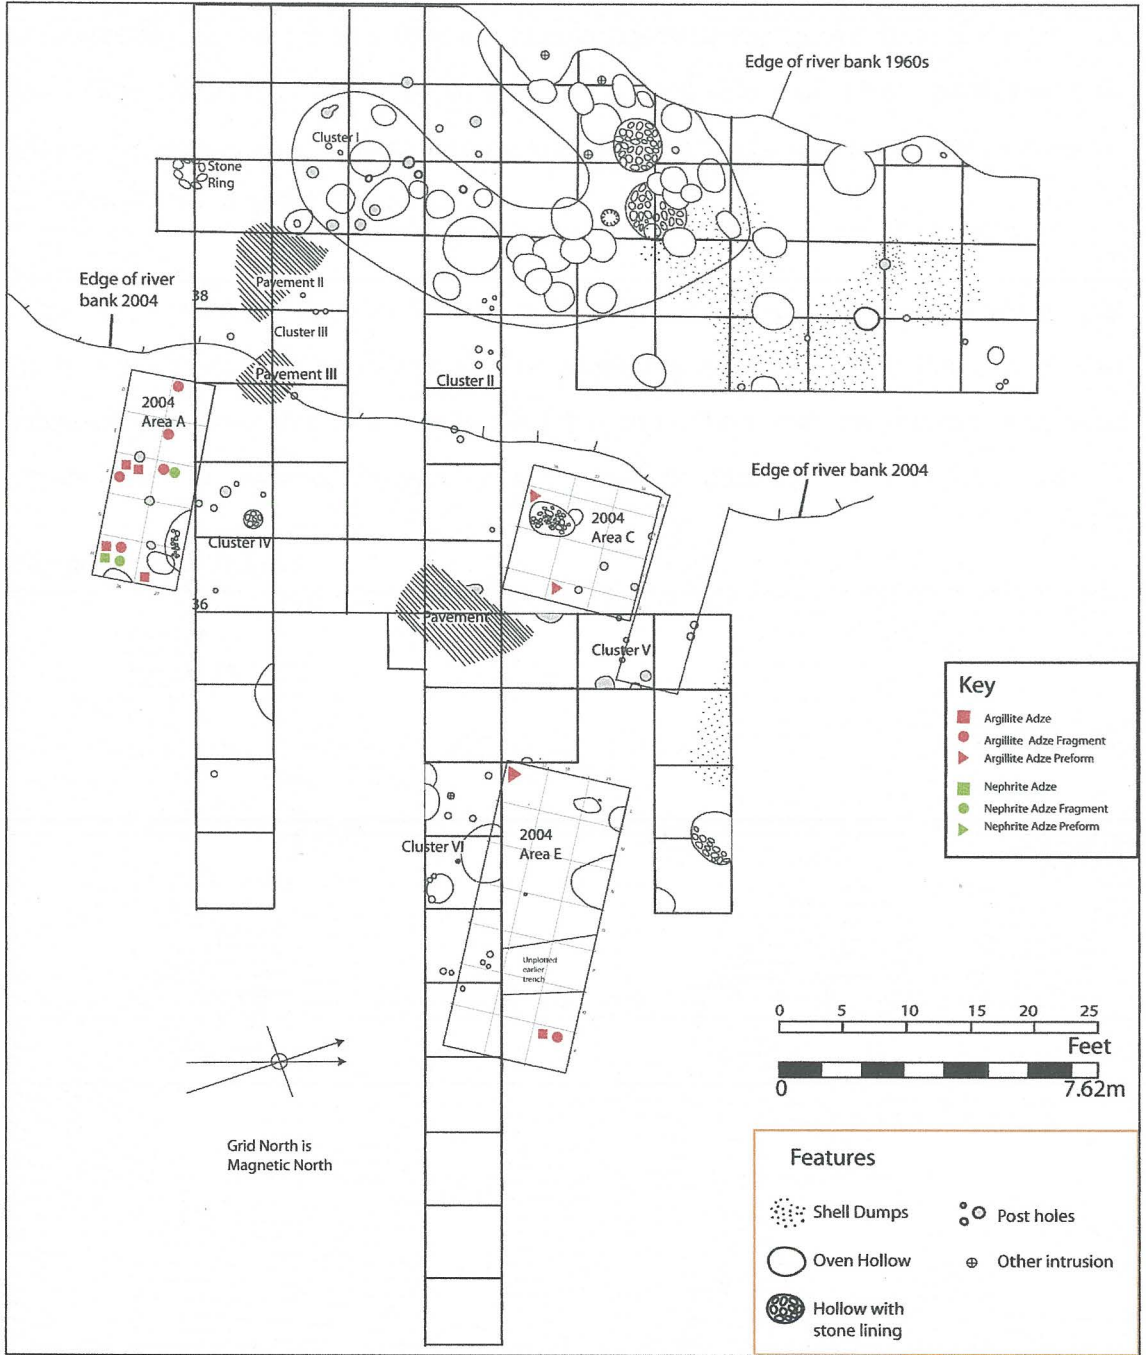 Edge of river bank 1960s
Cluster I
Stone
Ring
Edge of river
bank 2004
Pavement II
38
Cluster III
Pavement III
Cluster II
2004
Area A
Edge of river bank 2004
2004
Area C
Cluster IV
36
Pavement
Cluster V
Key
Argillite Adze
Argillite Adze Fragment
Argillite Adze Preform
Nephrite Adze
Nephrite Adze Fragment
Nephrite Adze Preform
2004
Area E
Cluster VI
Unplotted
earlier
trench
0 5 10 15 20 25
Feet
0 7.62m
Grid North is
Magnetic North
Features
Shell Dumps
Post holes
Oven Hollow
Other intrusion
Hollow with
stone lining